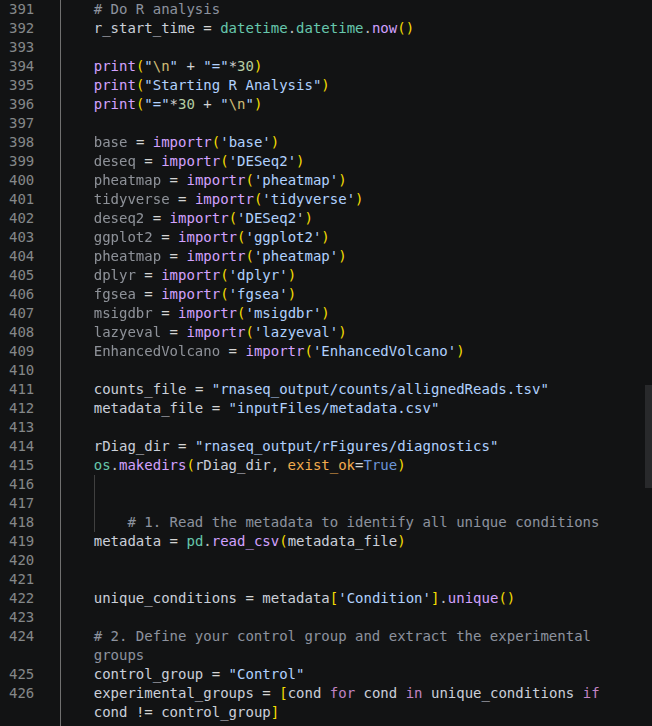 391 # Do R analysis
392 r_start_time = datetime.datetime.now()
393
394 print("\n" + "="*30)
395 print("Starting R Analysis")
396 print("="*30 + "\n")
397
398 base = importr('base')
399 deseq = importr('DESeq2')
400 pheatmap = importr('pheatmap')
401 tidyverse = importr('tidyverse')
402 deseq2 = importr('DESeq2')
403 ggplot2 = importr('ggplot2')
404 pheatmap = importr('pheatmap')
405 dplyr = importr('dplyr')
406 fgsea = importr('fgsea')
407 msigdbr = importr('msigdbr')
408 lazyeval = importr('lazyeval')
409 EnhancedVolcano = importr('EnhancedVolcano')
410
411 counts_file = "rnaseq_output/counts/allignedReads.tsv"
412 metadata_file = "inputFiles/metadata.csv"
413
414 rDiag_dir = "rnaseq_output/rFigures/diagnostics"
415 os.makedirs(rDiag_dir, exist_ok=True)
416
417
418 # 1. Read the metadata to identify all unique conditions
419 metadata = pd.read_csv(metadata_file)
420
421
422 unique_conditions = metadata['Condition'].unique()
423
424 # 2. Define your control group and extract the experimental
groups
425 control_group = "Control"
426 experimental_groups = [cond for cond in unique_conditions if
cond != control_group]